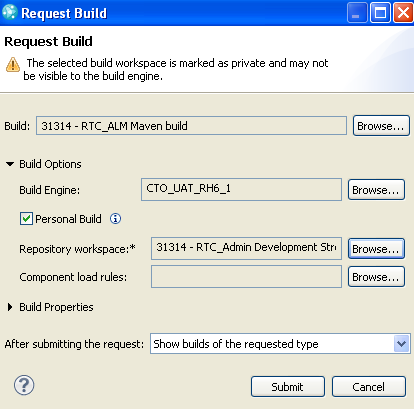 Request Build
Request Build
The selected build workspace is marked as private and may not
be visible to the build engine.
Build: 31314 - RTC_ALM Maven build Browse...
Build Options
Build Engine: CTO_UAT_RH6_1 Browse...
Personal Build
Repository workspace:* 31314 - RTC_Admin Development Stre Browse...
Component load rules: Browse...
Build Properties
After submitting the request: Show builds of the requested type
Submit Cancel